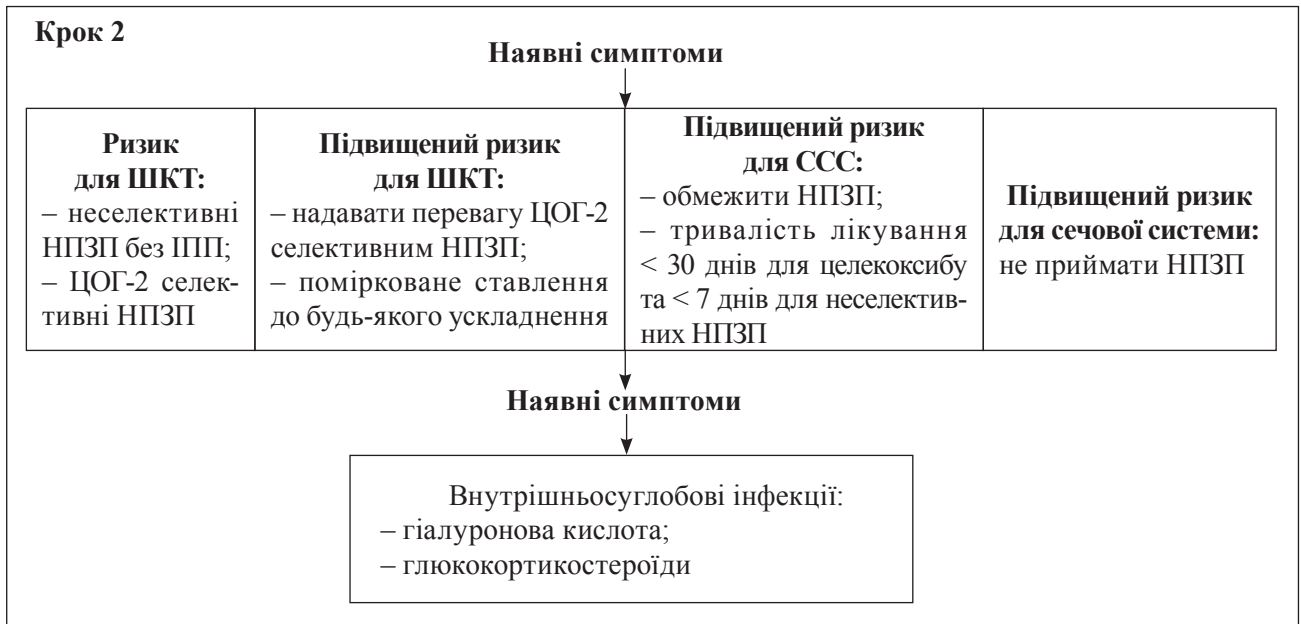 Крок 2
Наявні симптоми
Ризик
для ШКТ:
– неселективні
НПЗП без ІПП;
– ЦОГ-2 селек-
тивні НПЗП
Підвищений ризик
для ШКТ:
– надавати перевагу ЦОГ-2
селективним НПЗП;
– помірковане ставлення
до будь-якого ускладнення
Підвищений ризик
для ССС:
– обмежити НПЗП;
– тривалість лікування
< 30 днів для целекоксибу
та < 7 днів для неселектив-
них НПЗП
Підвищений ризик
для сечової системи:
не приймати НПЗП
Наявні симптоми
Внутрішньосуглобові інфекції:
– гіалуронова кислота;
– глюкокортикостероїди